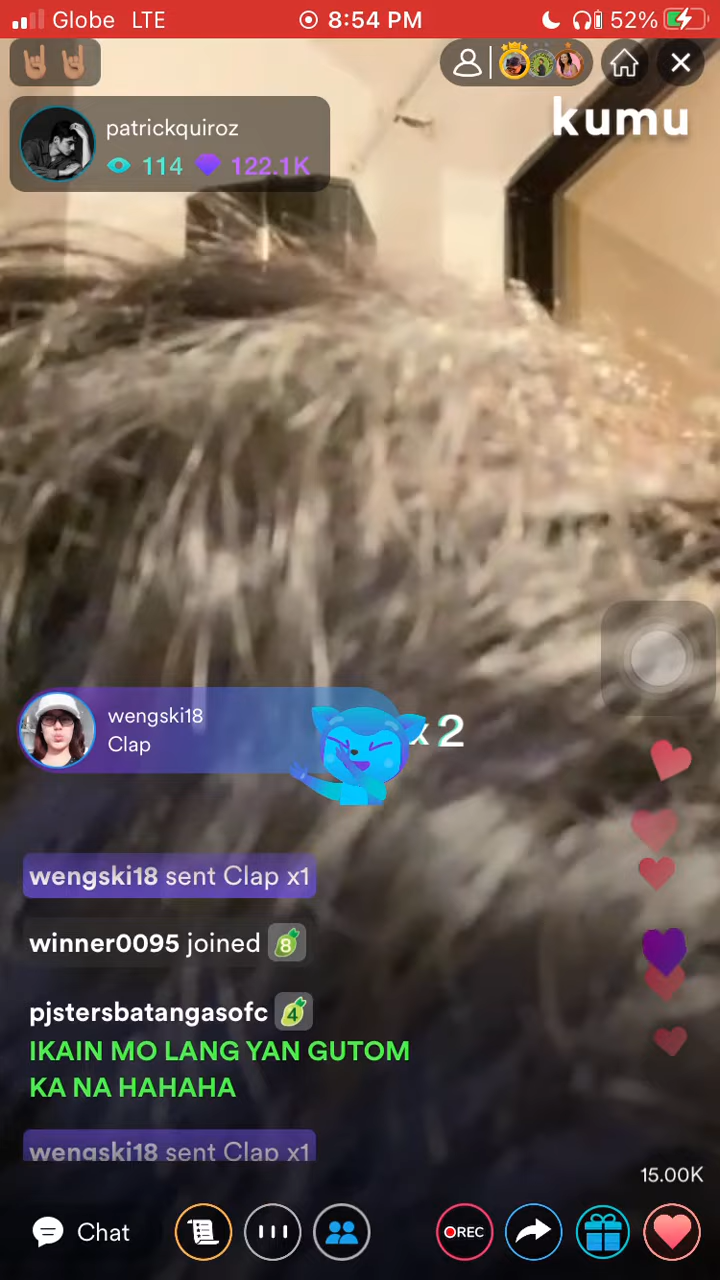 Globe LTE 8:54 PM 52%
patrickquiroz
114 122.1K
kumu
wengski18
Clap
x2
wengski18 sent Clap x1
winner0095 joined 8
pjstersbatangasofc 4
IKAIN MO LANG YAN GUTOM
KA NA HAHAHA
wengski18 sent Clap x1
15.00K
Chat
REC